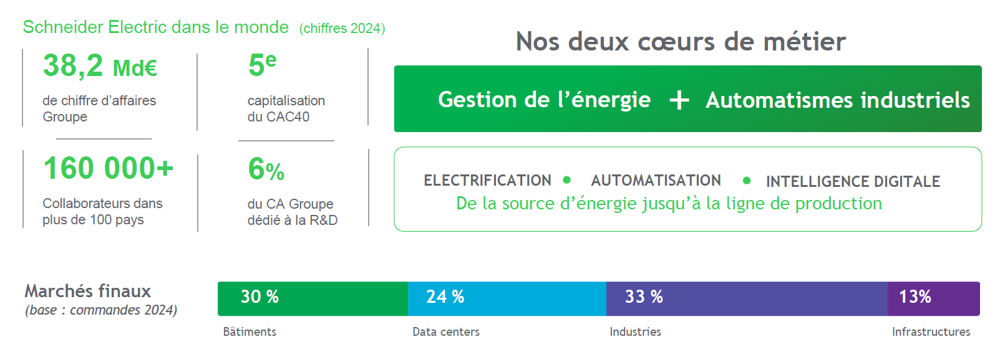 Schneider Electric dans le monde (chiffres 2024)
38,2 Md€
de chiffre d’affaires
Groupe
5e
capitalisation
du CAC40
160 000+
Collaborateurs dans
plus de 100 pays
6%
du CA Groupe
dédié à la R&D
Nos deux cœurs de métier
Gestion de l’énergie + Automatismes industriels
ELECTRIFICATION • AUTOMATISATION • INTELLIGENCE DIGITALE
De la source d’énergie jusqu’à la ligne de production
Marchés finaux
(base : commandes 2024)
30 % 24 % 33 % 13%
Bâtiments Data centers Industries Infrastructures